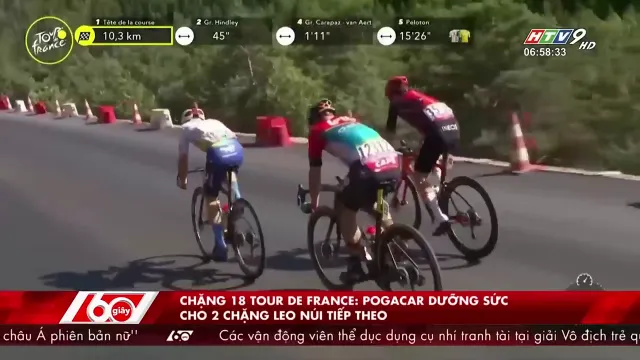 Tour de france
1 Tête de la course
10,3 km
2 Gr. Hindley
45"
4 Gr. Carapaz - van Aert
1'11"
5 Peloton
15'26"
HTV9 HD
06:58:33
INEOS
60 giây
CHẶNG 18 TOUR DE FRANCE: POGACAR DƯỠNG SỨC
CHO 2 CHẶNG LEO NÚI TIẾP THEO
châu Á phiên bản nữ''
Các vận động viên thể dục dụng cụ nhí tranh tài tại giải Vô địch trẻ q